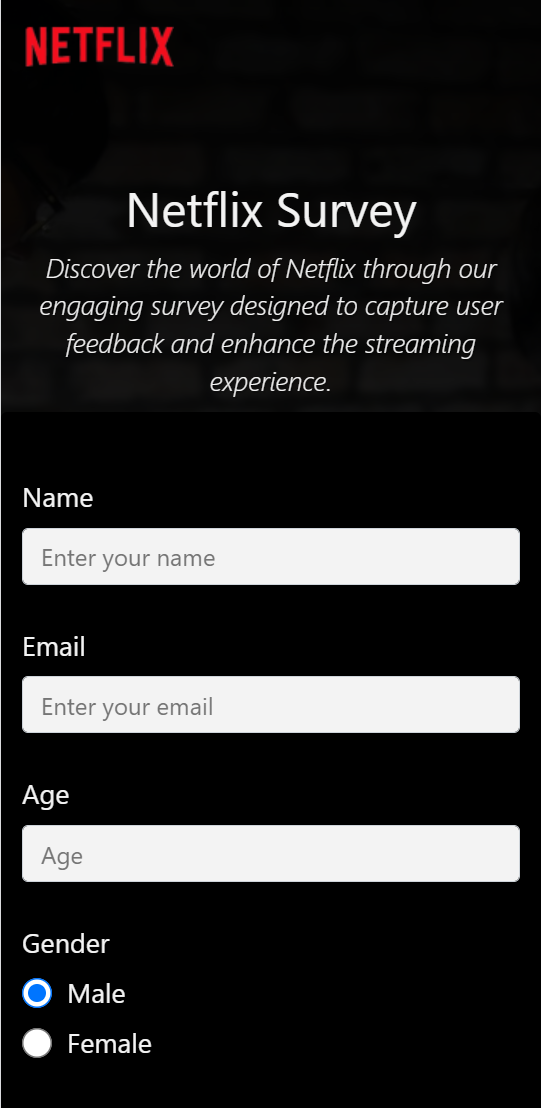 NETFLIX
Netflix Survey
Discover the world of Netflix through our
engaging survey designed to capture user
feedback and enhance the streaming
experience.
Name
Enter your name
Email
Enter your email
Age
Age
Gender
Male
Female